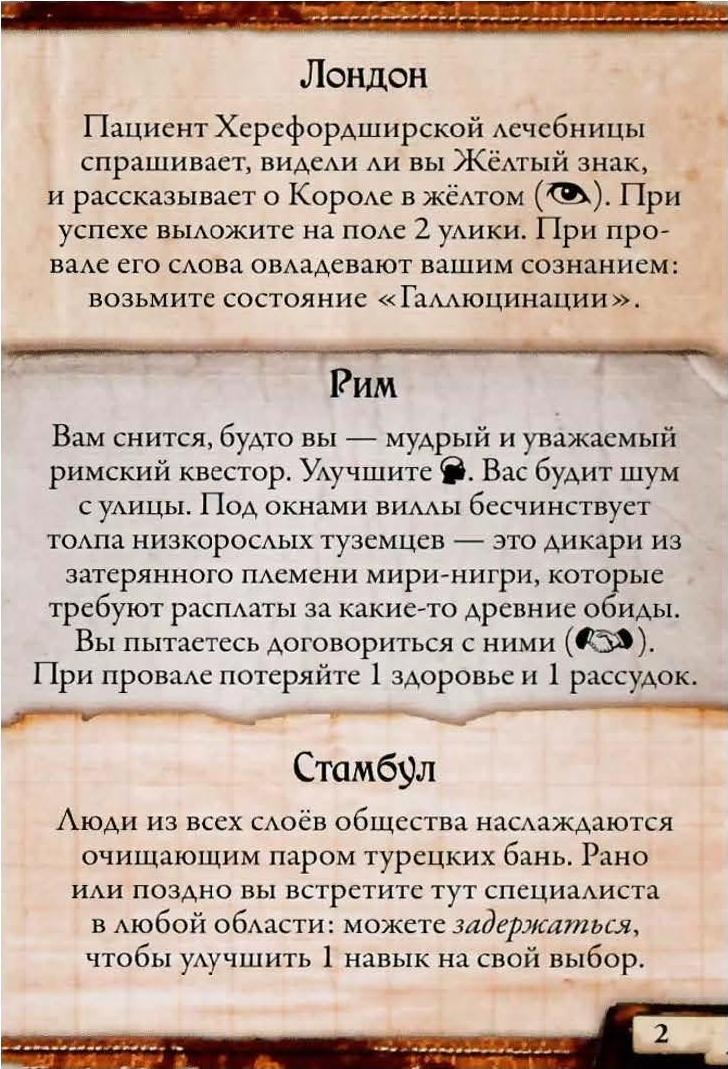 Лондон
Пациент Херефордширской лечебницы
спрашивает, видели ли вы Жёлтый знак,
и рассказывает о Короле в жёлтом ( ). При
успехе выложите на поле 2 улики. При про-
вале его слова овладевают вашим сознанием:
возьмите состояние «Галлюцинации».
Рим
Вам снится, будто вы — мудрый и уважаемый
римский квестор. Улучшите . Вас будит шум
с улицы. Под окнами виллы бесчинствует
толпа низкорослых туземцев — это дикари из
затерянного племени мири-нигри, которые
требуют расплаты за какие-то древние обиды.
Вы пытаетесь договориться с ними ( ).
При провале потеряйте 1 здоровье и 1 рассудок.
Стамбул
Люди из всех слоёв общества наслаждаются
очищающим паром турецких бань. Рано
или поздно вы встретите тут специалиста
в любой области: можете задержаться,
чтобы улучшить 1 навык на свой выбор.
2